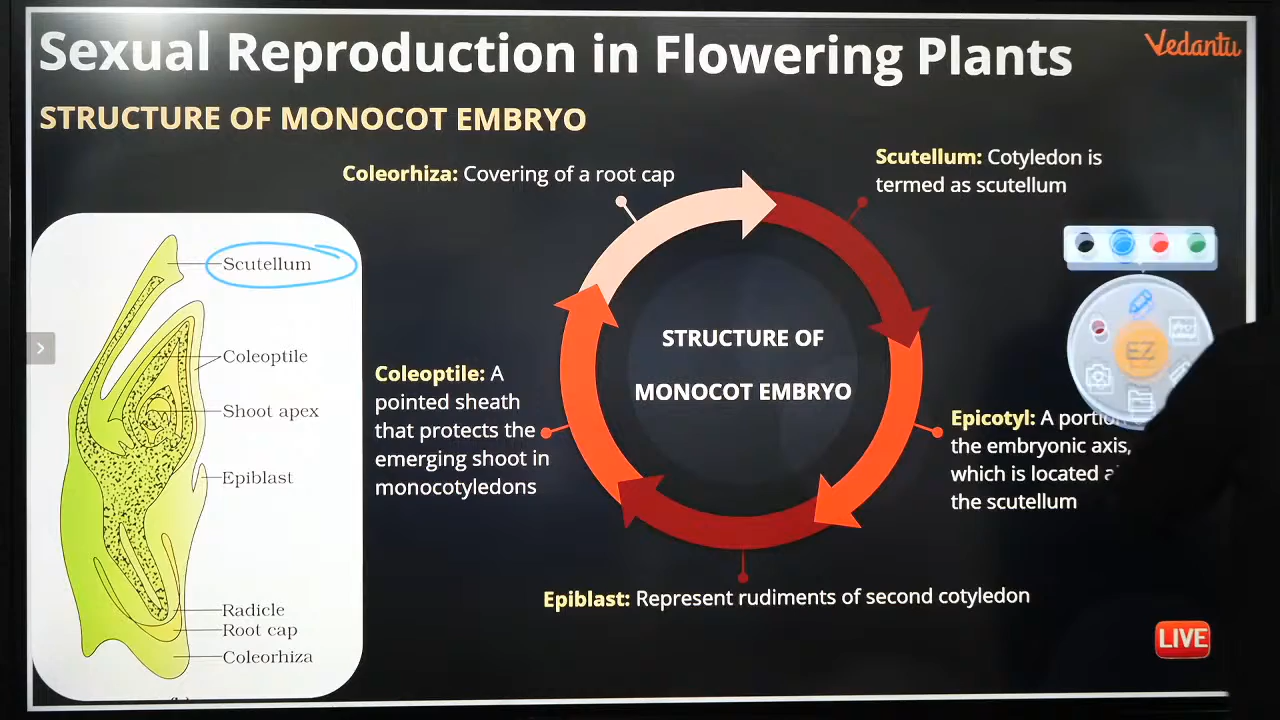 Sexual Reproduction in Flowering Plants
Vedantu
STRUCTURE OF MONOCOT EMBRYO
Coleorhiza: Covering of a root cap
Scutellum: Cotyledon is
termed as scutellum
Scutellum
Coleoptile
Shoot apex
Epiblast
Radicle
Root cap
Coleorhiza
STRUCTURE OF
MONOCOT EMBRYO
Coleoptile: A
pointed sheath
that protects the
emerging shoot in
monocotyledons
Epicotyl: A
the embryonic axis,
which is located
the scutellum
Epiblast: Represent rudiments of second cotyledon
EZ
LIVE